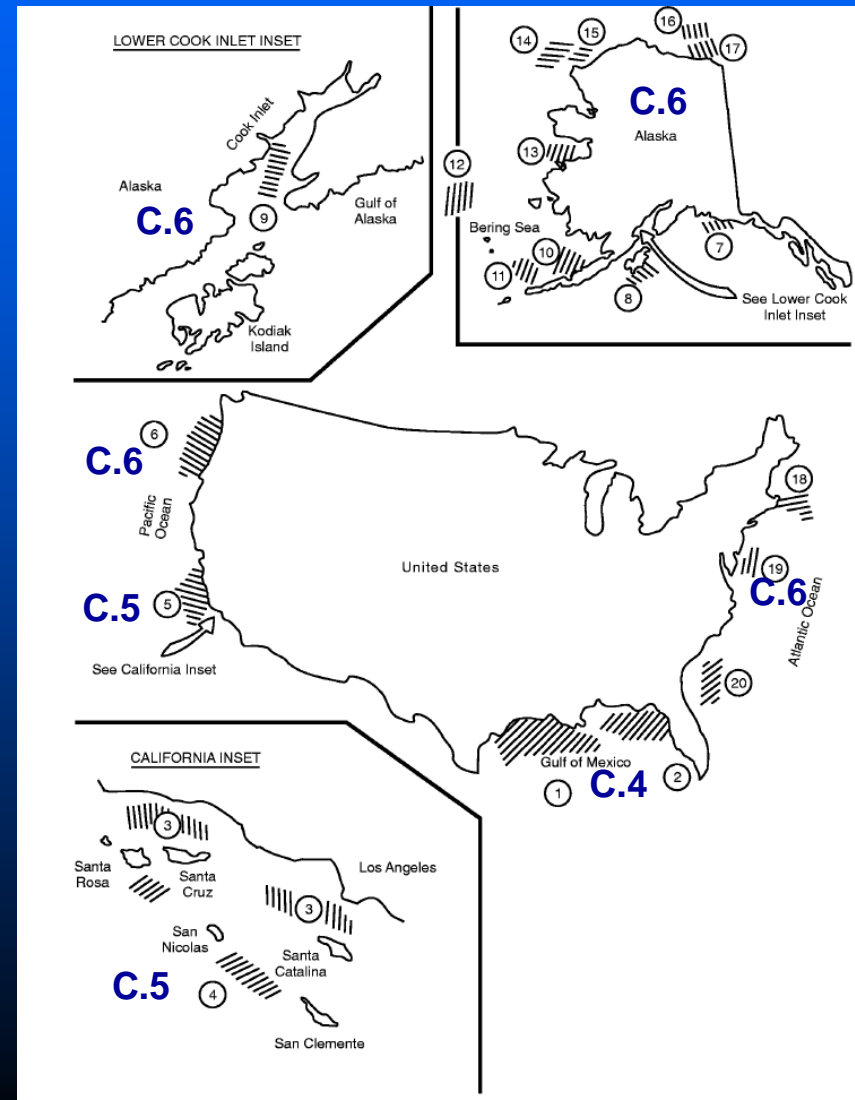 LOWER COOK INLET INSET
Cook Inlet
Alaska
C.6
9
Gulf of
Alaska
Kodiak
Island
14
15
16
17
C.6
Alaska
13
12
Bering Sea
10
11
7
8
See Lower Cook
Inlet Inset
6
C.6
Pacific
Ocean
C.5
5
See California Inset
United States
18
19
C.6
Atlantic Ocean
20
Gulf of Mexico
C.4
1
2
CALIFORNIA INSET
3
Santa
Rosa
Santa
Cruz
Los Angeles
3
San
Nicolas
Santa
Catalina
C.5
4
San Clemente